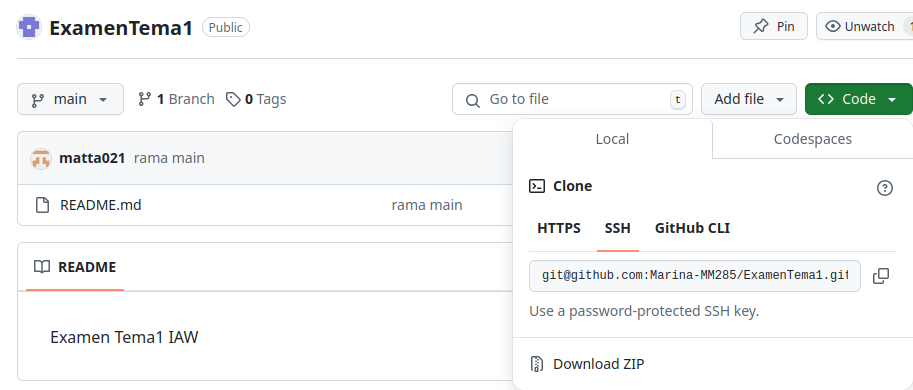 ExamenTema1 Public Pin Unwatch 1
main 1 Branch 0 Tags Go to file t Add file Code
Local Codespaces
matta021 rama main
Clone
README.md rama main
HTTPS SSH GitHub CLI
README
git@github.com:Marina-MM285/ExamenTema1.git
Use a password-protected SSH key.
Examen Tema1 IAW
Download ZIP